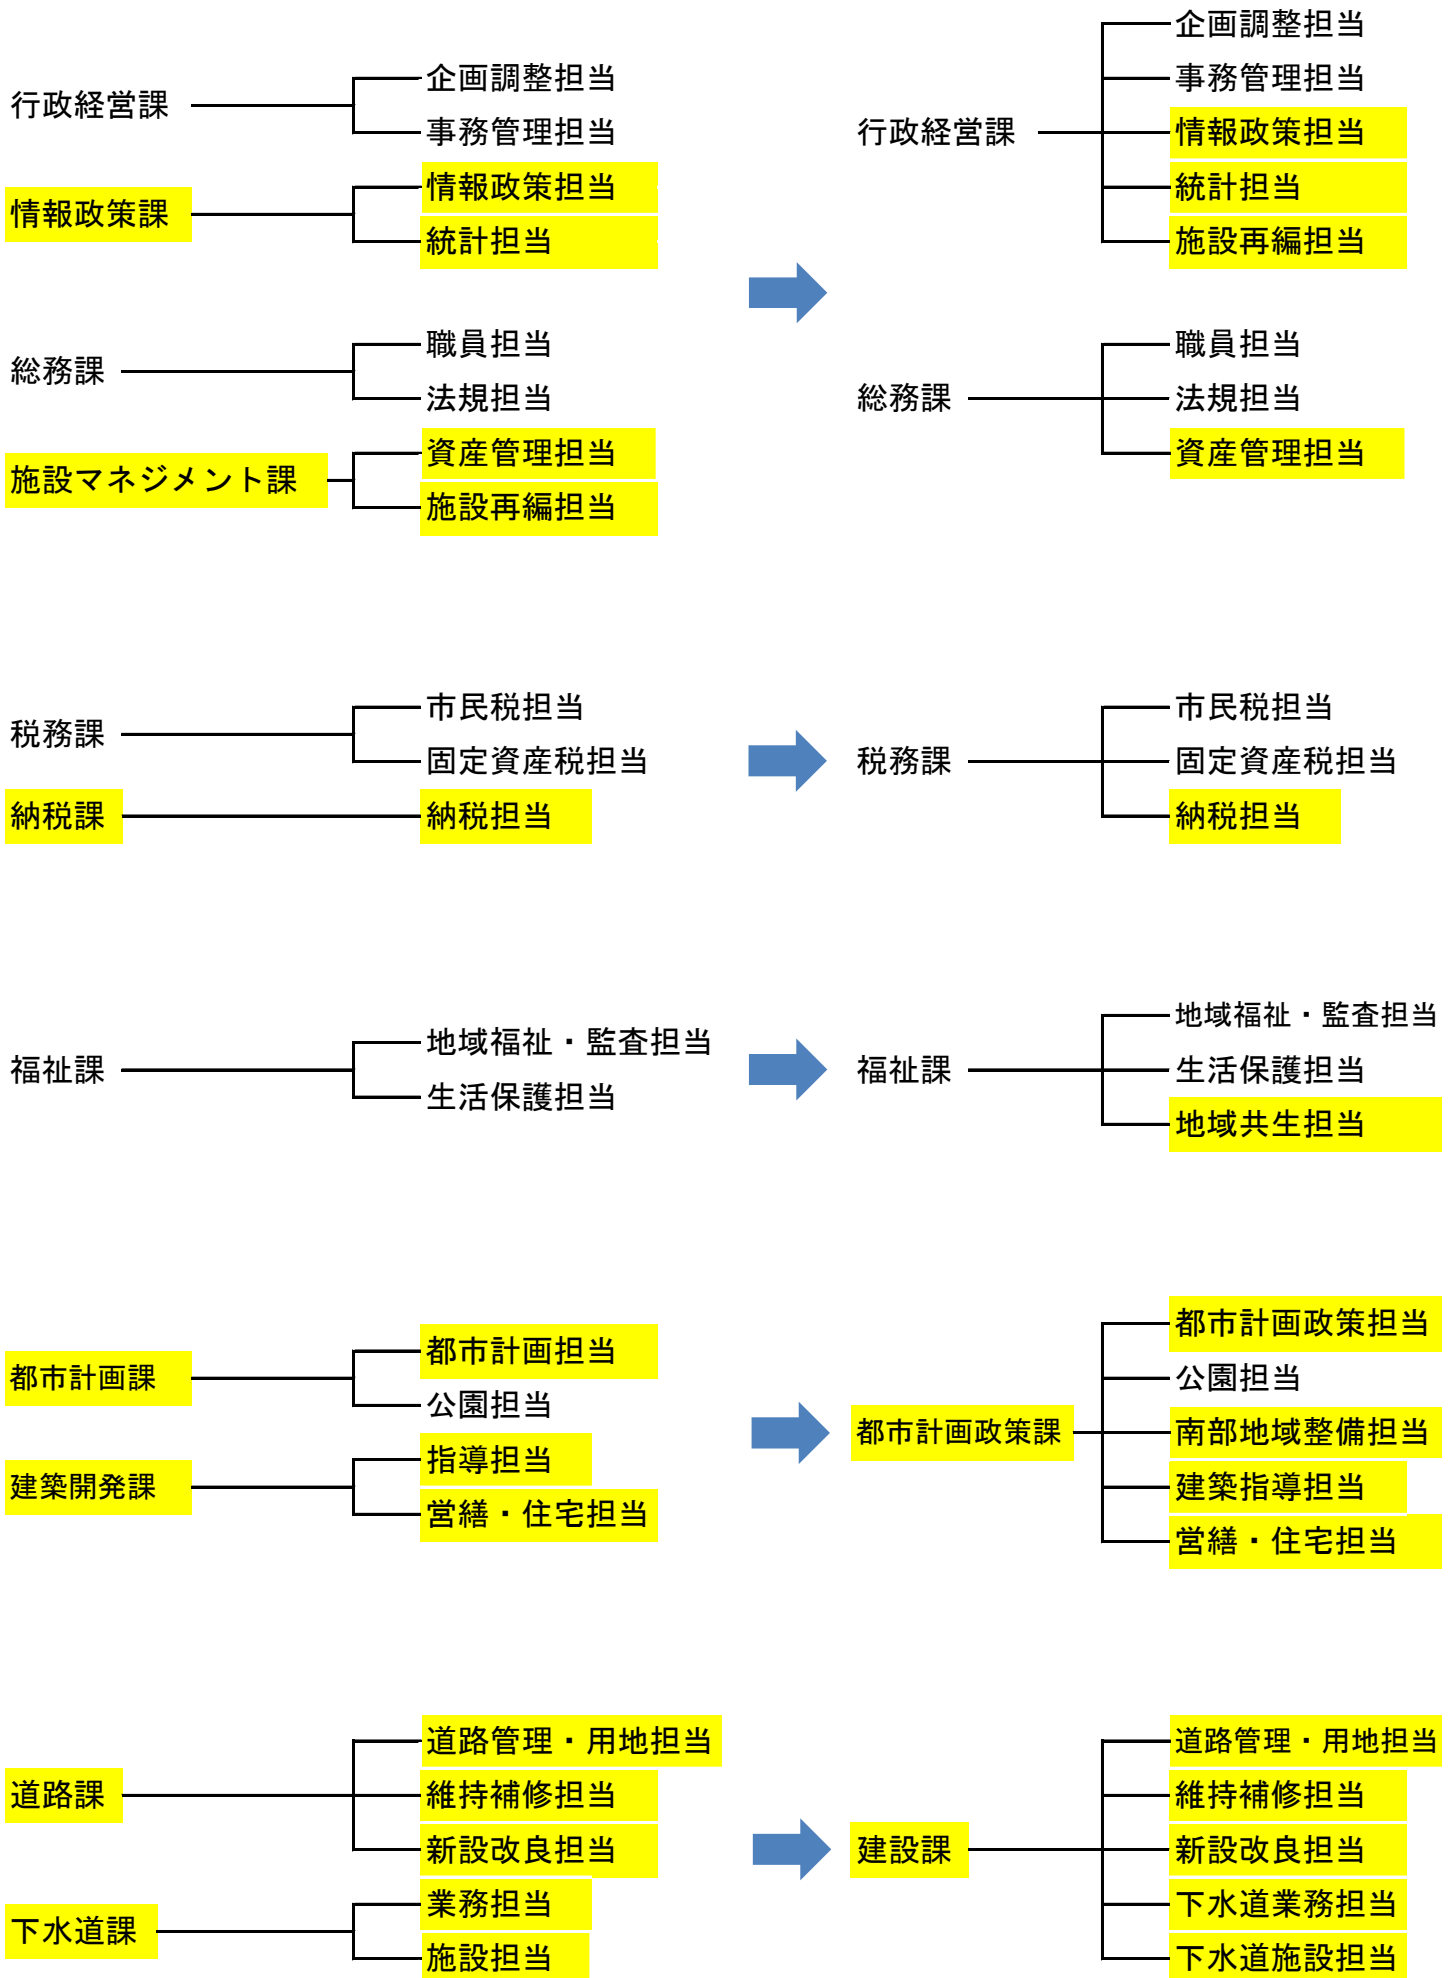 行政経営課
企画調整担当
事務管理担当
情報政策課
情報政策担当
統計担当
総務課
職員担当
法規担当
施設マネジメント課
資産管理担当
施設再編担当
行政経営課
企画調整担当
事務管理担当
情報政策担当
統計担当
施設再編担当
総務課
職員担当
法規担当
資産管理担当
税務課
市民税担当
固定資産税担当
納税課
納税担当
税務課
市民税担当
固定資産税担当
納税担当
福祉課
地域福祉・監査担当
生活保護担当
福祉課
地域福祉・監査担当
生活保護担当
地域共生担当
都市計画課
都市計画担当
公園担当
建築開発課
指導担当
営繕・住宅担当
都市計画政策課
都市計画政策担当
公園担当
南部地域整備担当
建築指導担当
営繕・住宅担当
道路課
道路管理・用地担当
維持補修担当
新設改良担当
下水道課
業務担当
施設担当
建設課
道路管理・用地担当
維持補修担当
新設改良担当
下水道業務担当
下水道施設担当